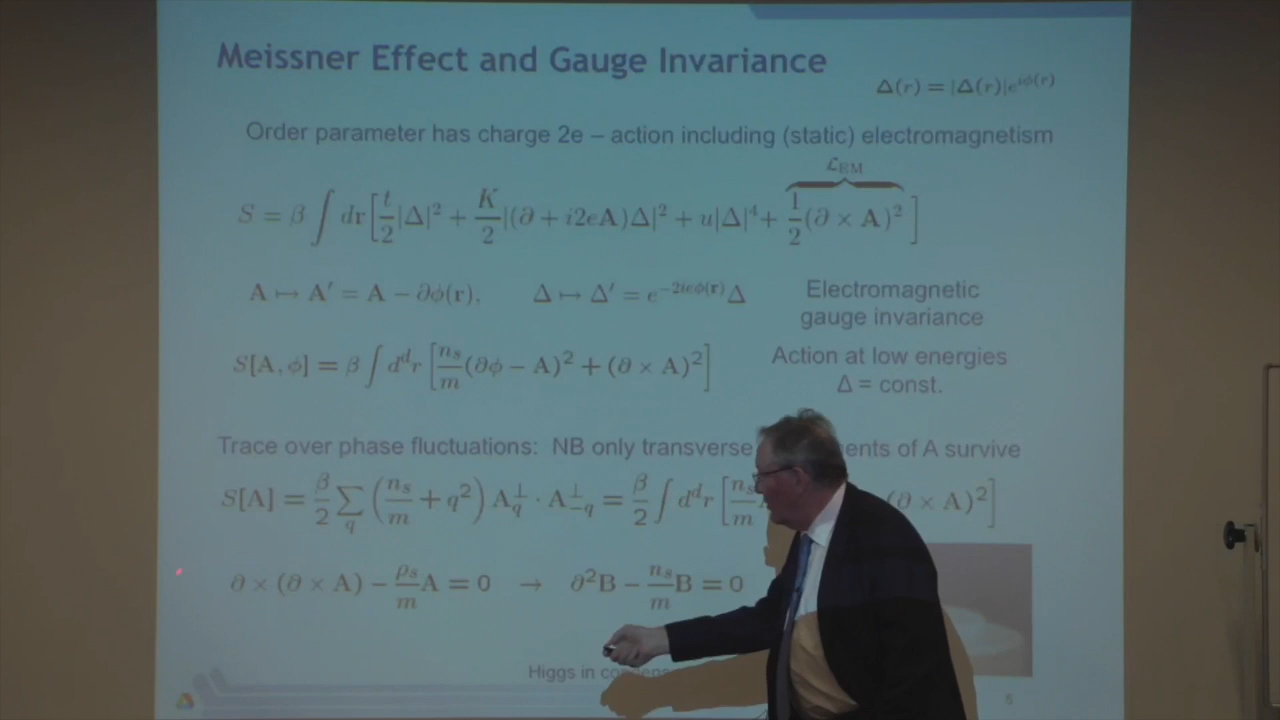 Meissner Effect and Gauge Invariance
Δ(r) = |Δ(r)|e^{iφ(r)}
Order parameter has charge 2e – action including (static) electromagnetism
ℒ_EM
S = β ∫ dr [ t/2 |Δ|² + K/2 |(∂ + i2eA)Δ|² + u|Δ|⁴ + 1/2 (∂ × A)² ]
A ↦ A′ = A − ∂φ(r), Δ ↦ Δ′ = e^{−2ieφ(r)}Δ
Electromagnetic
gauge invariance
S[A, φ] = β ∫ d^d r [ n_s/m (∂φ − A)² + (∂ × A)² ]
Action at low energies
Δ = const.
Trace over phase fluctuations: NB only transverse of A survive
S[A] = β/2 ∑_q ( n_s/m + q² ) A_q^⊥ · A_{−q}^⊥ = β/2 ∫ d^d r [ n_s/m (∂ × A)² ]
∂ × (∂ × A) − ρ_s/m A = 0 → ∂²B − n_s/m B = 0
Higgs in
6